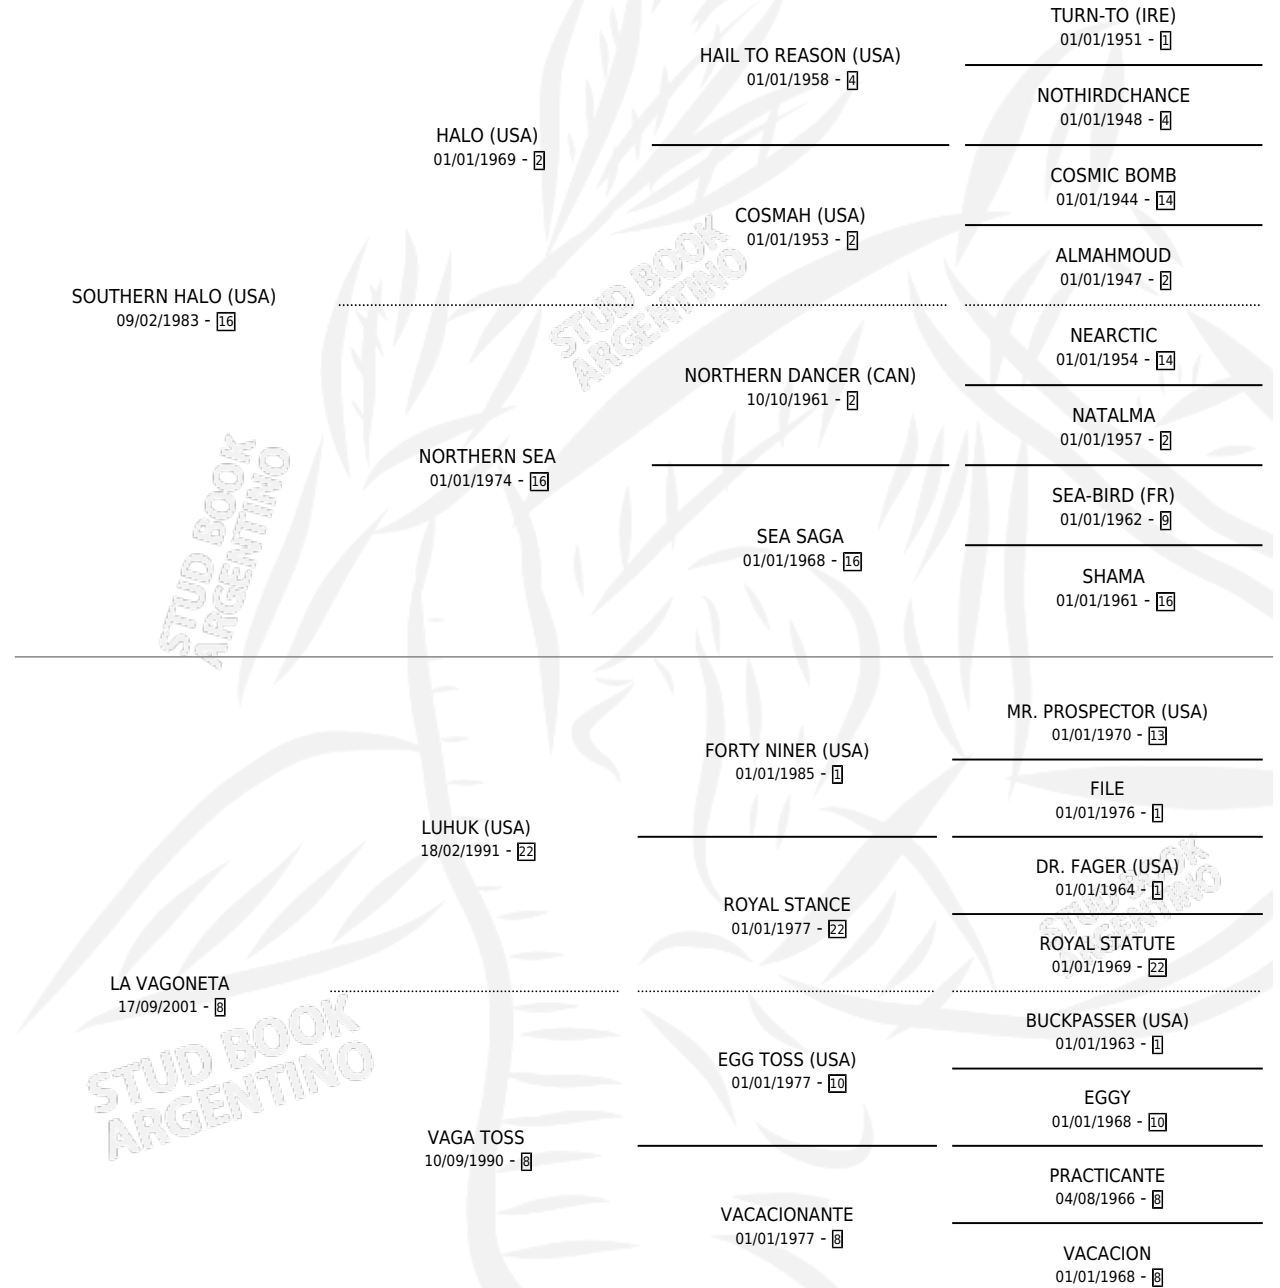 TURN-TO (IRE)
01/01/1951 - 1
HAIL TO REASON (USA)
01/01/1958 - 4
NOTHIRDCHANCE
01/01/1948 - 4
HALO (USA)
01/01/1969 - 2
COSMIC BOMB
01/01/1944 - 14
COSMAH (USA)
01/01/1953 - 2
ALMAHMOUD
01/01/1947 - 2
SOUTHERN HALO (USA)
09/02/1983 - 16
NEARCTIC
01/01/1954 - 14
NORTHERN DANCER (CAN)
10/10/1961 - 2
NATALMA
01/01/1957 - 2
NORTHERN SEA
01/01/1974 - 16
SEA-BIRD (FR)
01/01/1962 - 9
SEA SAGA
01/01/1968 - 16
SHAMA
01/01/1961 - 16
MR. PROSPECTOR (USA)
01/01/1970 - 13
FORTY NINER (USA)
01/01/1985 - 1
FILE
01/01/1976 - 1
LUHUK (USA)
18/02/1991 - 22
DR. FAGER (USA)
01/01/1964 - 1
ROYAL STANCE
01/01/1977 - 22
ROYAL STATUTE
01/01/1969 - 22
LA VAGONETA
17/09/2001 - 8
BUCKPASSER (USA)
01/01/1963 - 1
EGG TOSS (USA)
01/01/1977 - 10
EGGY
01/01/1968 - 10
VAGA TOSS
10/09/1990 - 8
PRACTICANTE
04/08/1966 - 8
VACACIONANTE
01/01/1977 - 8
VACACION
01/01/1968 - 8
STUD BOOK
ARGENTINO
STUD BOOK
ARGENTINO
STUD BOOK
ARGENTINO
STUD BOOK
ARGENTINO